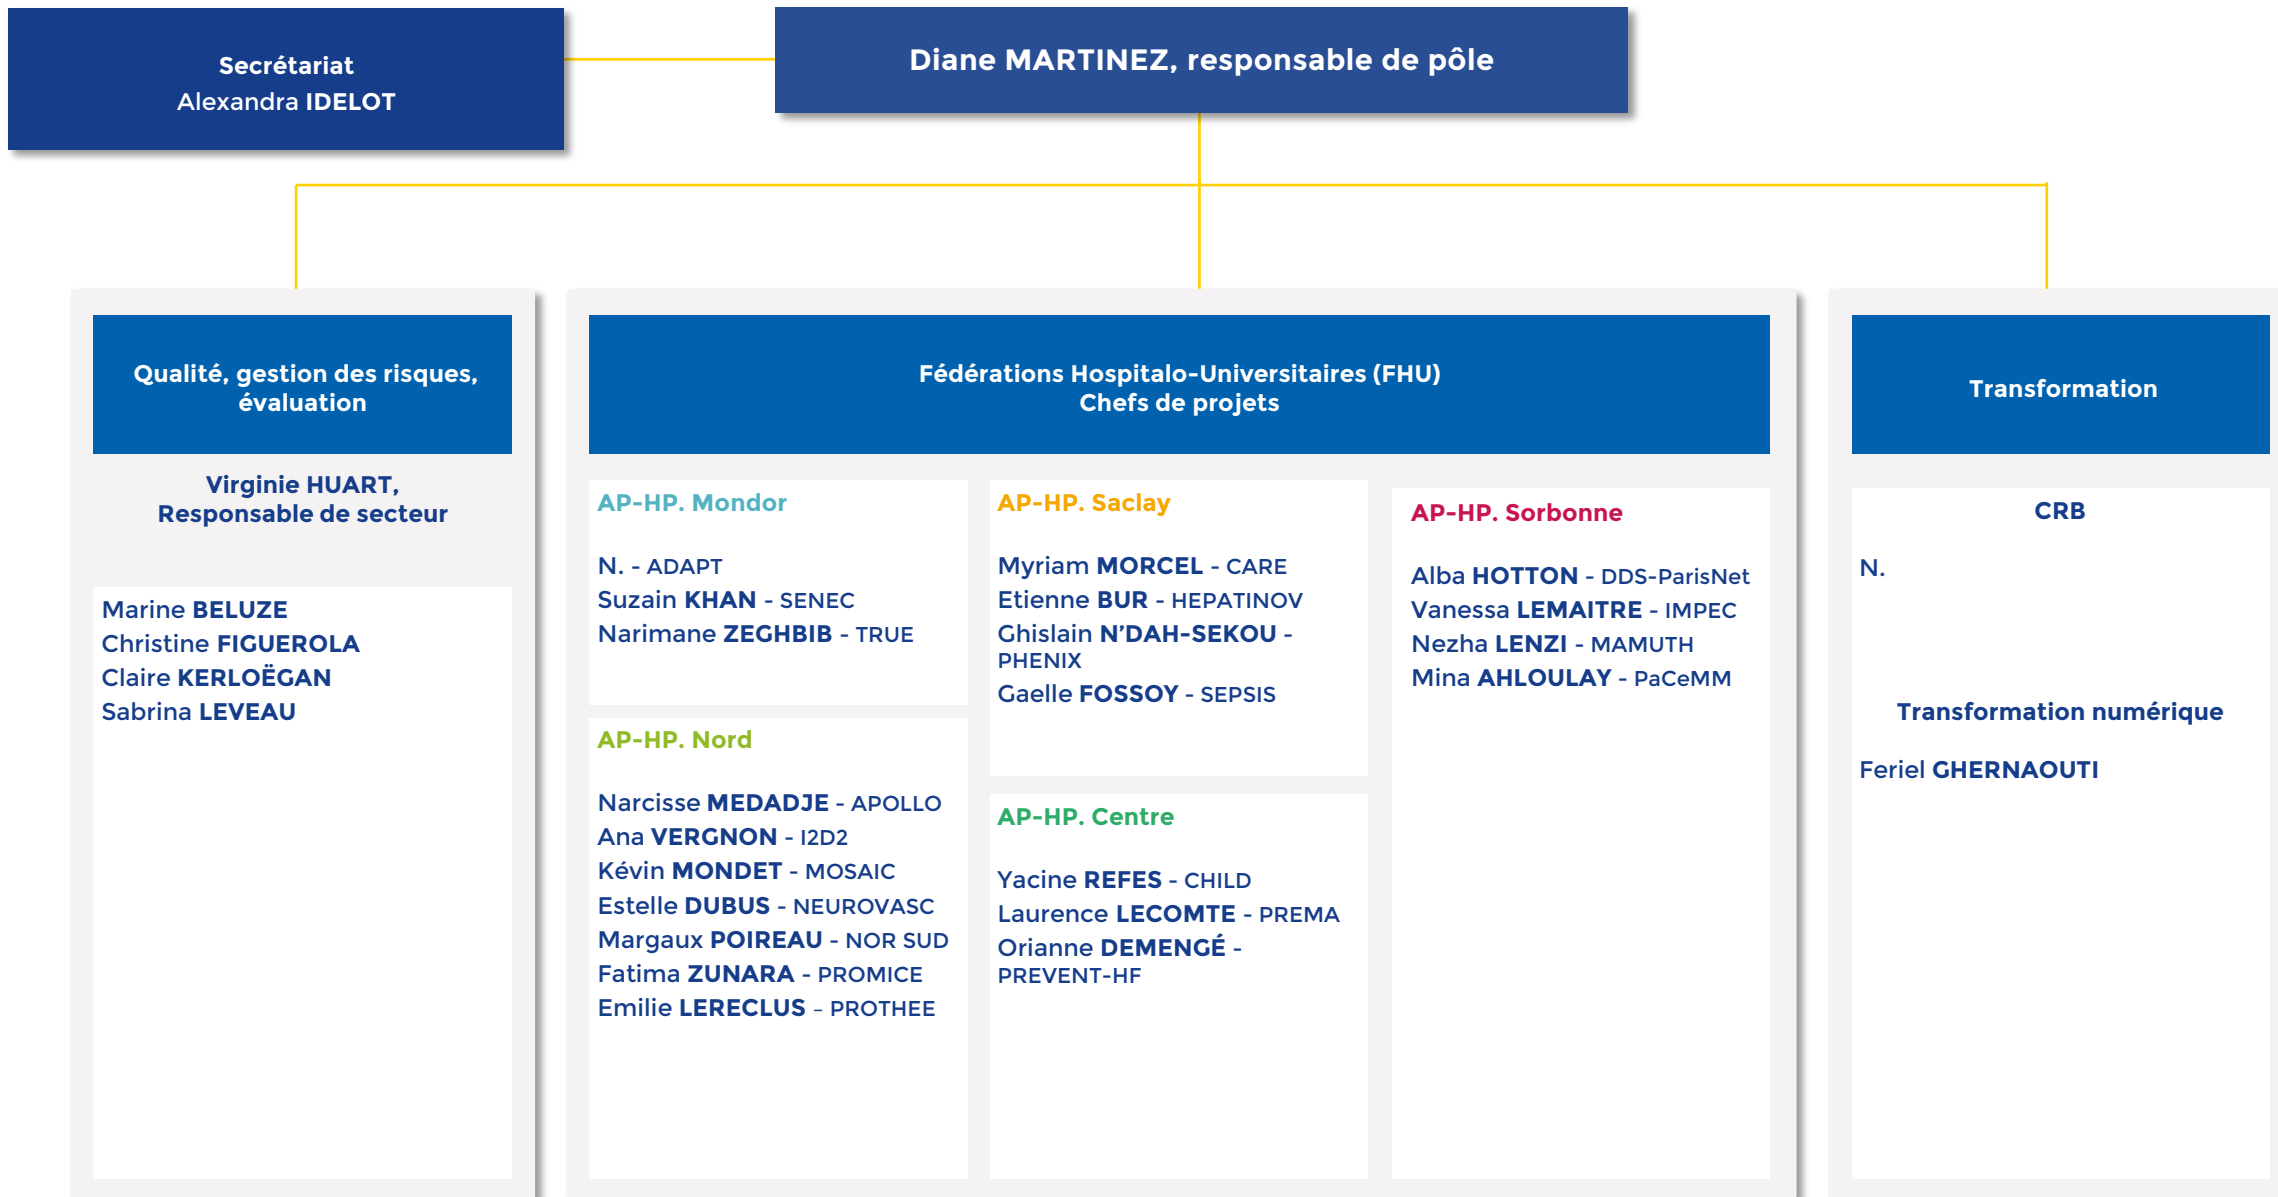 Secrétariat
Alexandra IDELOT
Diane MARTINEZ, responsable de pôle
Qualité, gestion des risques,
évaluation
Virginie HUART,
Responsable de secteur
Marine BELUZE
Christine FIGUEROLA
Claire KERLOËGAN
Sabrina LEVEAU
Fédérations Hospitalo-Universitaires (FHU)
Chefs de projets
AP-HP. Mondor
N. - ADAPT
Suzain KHAN - SENEC
Narimane ZEGHBIB - TRUE
AP-HP. Nord
Narcisse MEDADJE - APOLLO
Ana VERGNON - I2D2
Kévin MONDET - MOSAIC
Estelle DUBUS - NEUROVASC
Margaux POIREAU - NOR SUD
Fatima ZUNARA - PROMICE
Emilie LERECLUS – PROTHEE
AP-HP. Saclay
Myriam MORCEL - CARE
Etienne BUR - HEPATINOV
Ghislain N’DAH-SEKOU -
PHENIX
Gaelle FOSSOY - SEPSIS
AP-HP. Centre
Yacine REFES - CHILD
Laurence LECOMTE - PREMA
Orianne DEMENGÉ -
PREVENT-HF
AP-HP. Sorbonne
Alba HOTTON - DDS-ParisNet
Vanessa LEMAITRE - IMPEC
Nezha LENZI - MAMUTH
Mina AHLOULAY - PaCeMM
Transformation
CRB
N.
Transformation numérique
Feriel GHERNAOUTI